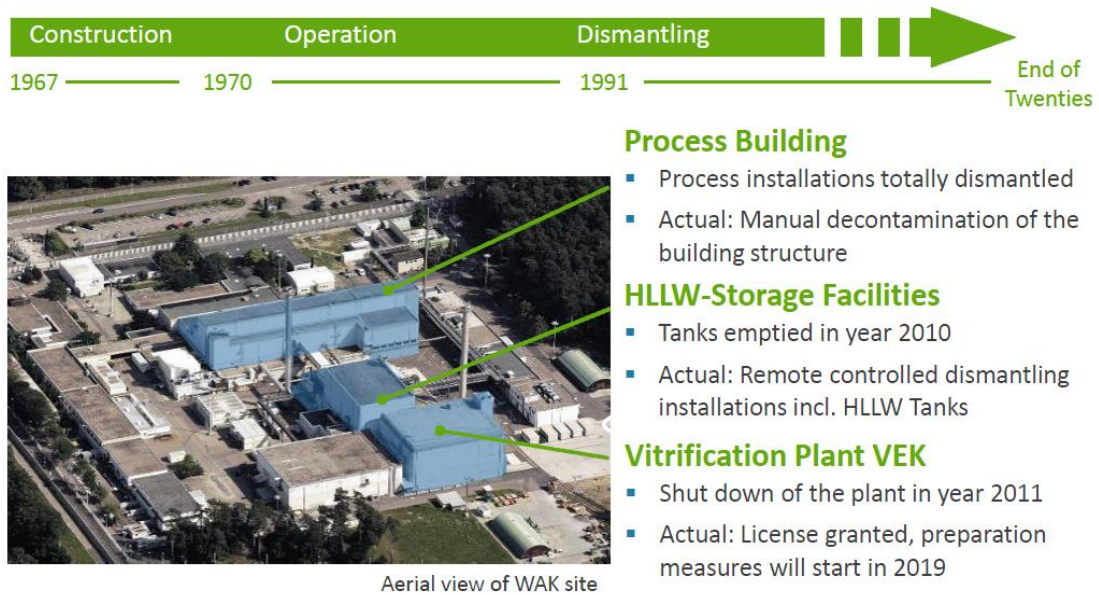 Construction Operation Dismantling
1967 1970 1991 End of
Twenties
Process Building
Process installations totally dismantled
Actual: Manual decontamination of the
building structure
HLLW-Storage Facilities
Tanks emptied in year 2010
Actual: Remote controlled dismantling
installations incl. HLLW Tanks
Vitrification Plant VEK
Shut down of the plant in year 2011
Actual: License granted, preparation
measures will start in 2019
Aerial view of WAK site